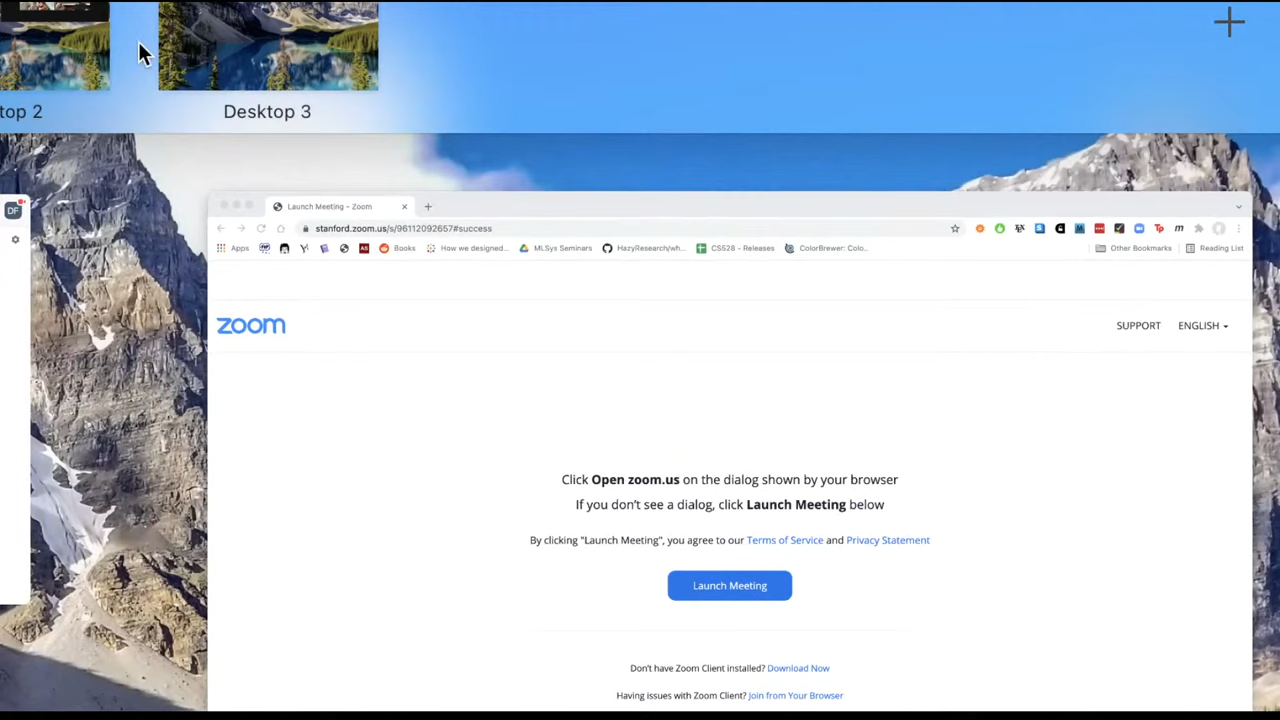 top 2
Desktop 3
DF
Launch Meeting - Zoom
stanford.zoom.us/s/96112092657#success
Apps
Books
How we designed...
MLSys Seminars
HazyResearch/wh...
CS528 - Releases
ColorBrewer: Colo...
Other Bookmarks
Reading List
zoom
SUPPORT
ENGLISH
Click Open zoom.us on the dialog shown by your browser
If you don't see a dialog, click Launch Meeting below
By clicking "Launch Meeting", you agree to our Terms of Service and Privacy Statement
Launch Meeting
Don't have Zoom Client installed? Download Now
Having issues with Zoom Client? Join from Your Browser